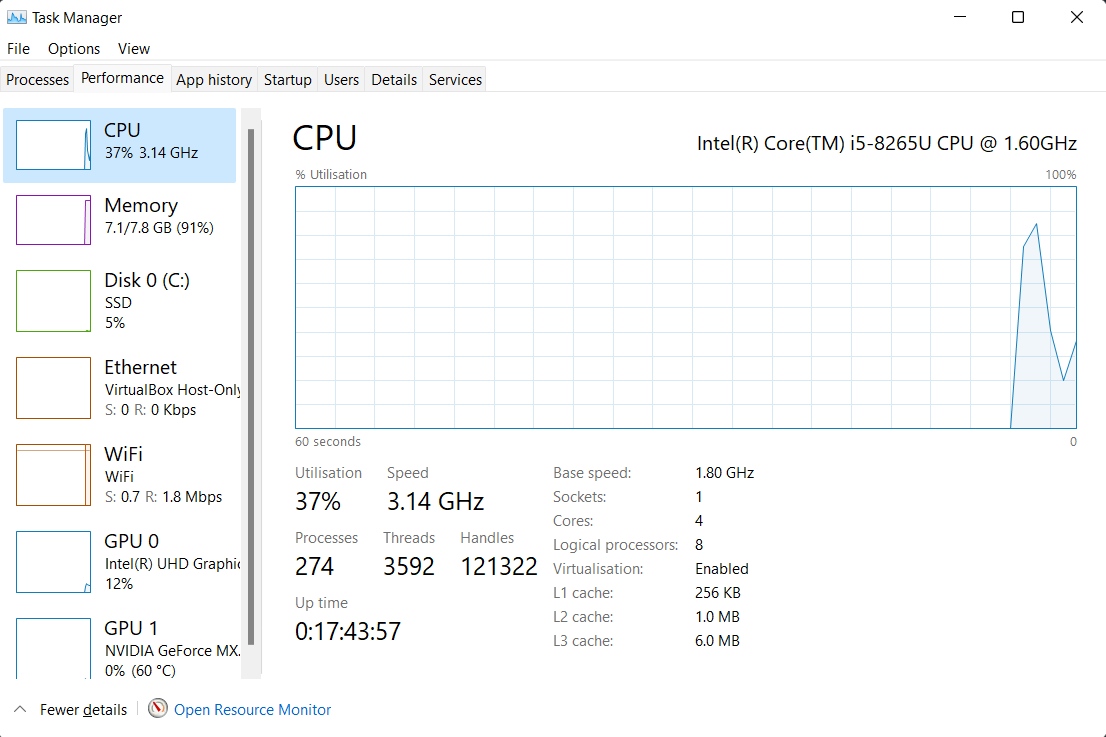 Task Manager
File Options View
Processes Performance App history Startup Users Details Services
CPU
37% 3.14 GHz
Memory
7.1/7.8 GB (91%)
Disk 0 (C:)
SSD
5%
Ethernet
VirtualBox Host-Only
S: 0 R: 0 Kbps
WiFi
WiFi
S: 0.7 R: 1.8 Mbps
GPU 0
Intel(R) UHD Graphic
12%
GPU 1
NVIDIA GeForce MX.
0% (60 °C)
CPU
Intel(R) Core(TM) i5-8265U CPU @ 1.60GHz
% Utilisation 100%
60 seconds 0
Utilisation Speed
37% 3.14 GHz
Processes Threads Handles
274 3592 121322
Up time
0:17:43:57
Base speed: 1.80 GHz
Sockets: 1
Cores: 4
Logical processors: 8
Virtualisation: Enabled
L1 cache: 256 KB
L2 cache: 1.0 MB
L3 cache: 6.0 MB
Fewer details Open Resource Monitor